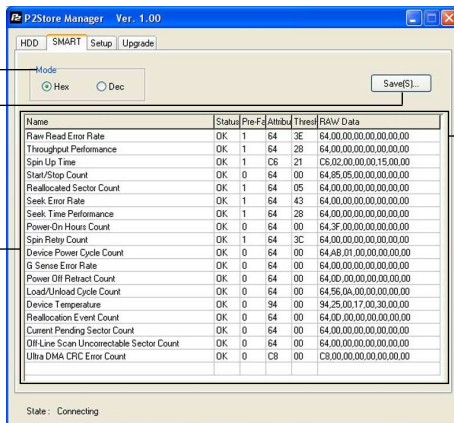 P2Store Manager Ver. 1.00
HDD SMART Setup Upgrade
Mode
Hex Dec
Save(S)...
Name Status Pre-Fa Attribu Thresh RAW Data
Raw Read Error Rate OK 1 64 3E 64,00,00,00,00,00,00,00
Throughput Performance OK 1 64 28 64,00,00,00,00,00,00,00
Spin Up Time OK 1 C6 21 C6,02,00,00,00,15,00,00
Start/Stop Count OK 0 64 00 64,85,05,00,00,00,00,00
Reallocated Sector Count OK 1 64 05 64,00,00,00,00,00,00,00
Seek Error Rate OK 1 64 43 64,00,00,00,00,00,00,00
Seek Time Performance OK 1 64 28 64,00,00,00,00,00,00,00
Power-On Hours Count OK 0 64 00 64,3F,00,00,00,00,00,00
Spin Retry Count OK 1 64 3C 64,00,00,00,00,00,00,00
Device Power Cycle Count OK 0 64 00 64,AB,01,00,00,00,00,00
G Sense Error Rate OK 0 64 00 64,00,00,00,00,00,00,00
Power Off Retract Count OK 0 64 00 64,0D,00,00,00,00,00,00
Load/Unload Cycle Count OK 0 64 00 64,56,0A,00,00,00,00,00
Device Temperature OK 0 94 00 94,25,00,17,00,30,00,00
Reallocation Event Count OK 0 64 00 64,0D,00,00,00,00,00,00
Current Pending Sector Count OK 0 64 00 64,00,00,00,00,00,00,00
Off-Line Scan Uncorrectable Sector Count OK 0 64 00 64,00,00,00,00,00,00,00
Ultra DMA CRC Error Count OK 0 C8 00 C8,00,00,00,00,00,00,00
State : Connecting